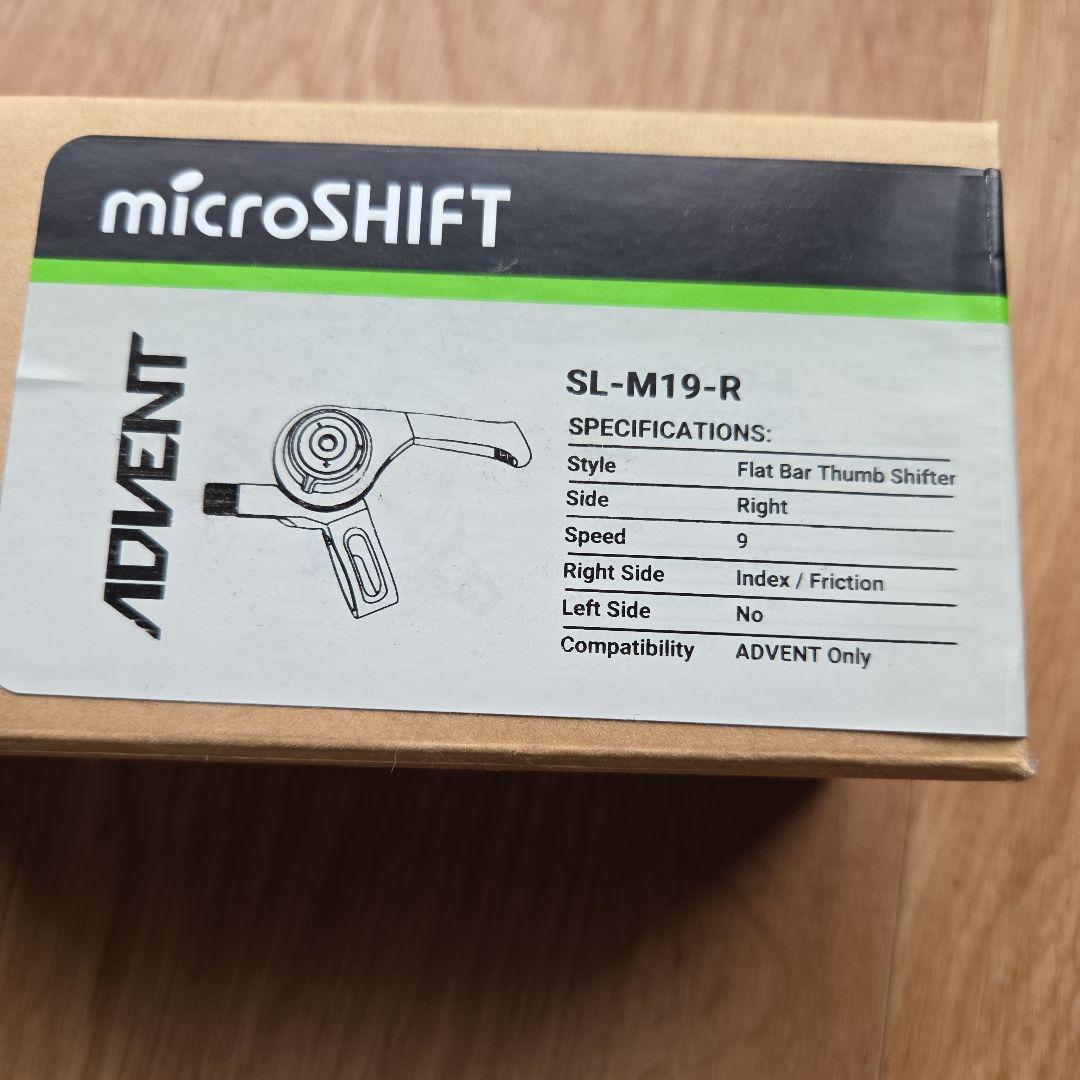 microSHIFT
ADVENT
SL-M19-R
SPECIFICATIONS:
Style Flat Bar Thumb Shifter
Side Right
Speed 9
Right Side Index / Friction
Left Side No
Compatibility ADVENT Only